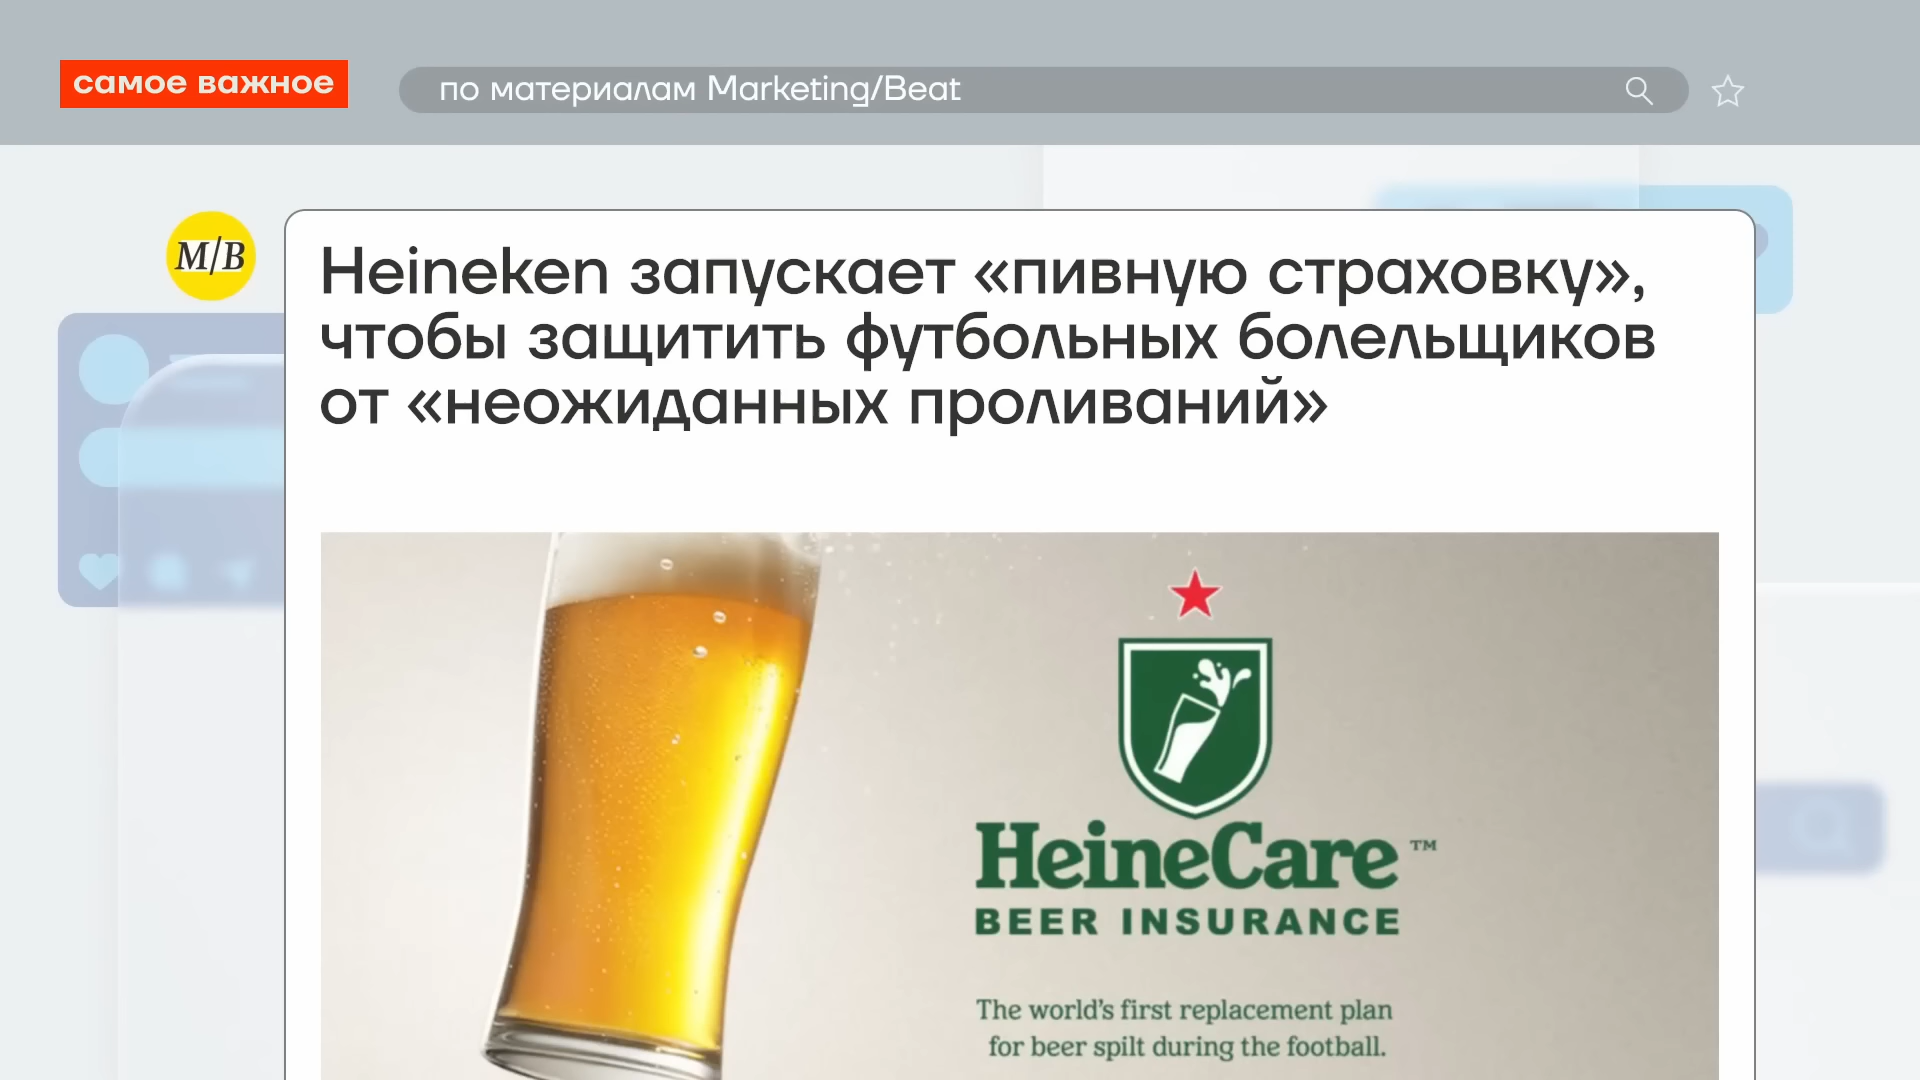 самое важное
по материалам Marketing/Beat
M/B
Heineken запускает «пивную страховку»,
чтобы защитить футбольных болельщиков
от «неожиданных проливаний»
HeineCare™
BEER INSURANCE
The world's first replacement plan
for beer spilt during the football.